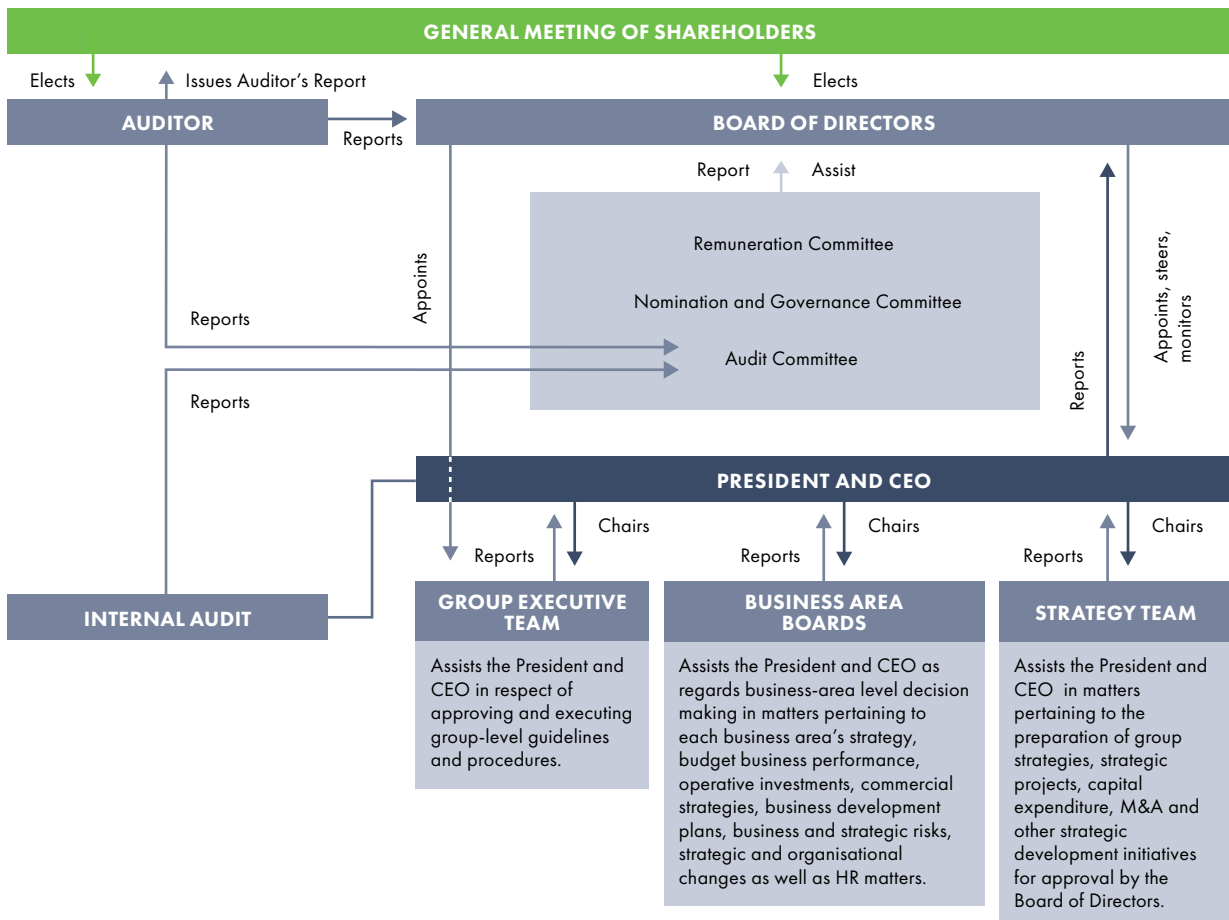 GENERAL MEETING OF SHAREHOLDERS
Elects
Issues Auditor’s Report
Elects
AUDITOR
Reports
BOARD OF DIRECTORS
Report
Assist
Remuneration Committee
Nomination and Governance Committee
Audit Committee
Appoints
Reports
Reports
Reports
Appoints, steers,
monitors
PRESIDENT AND CEO
Reports
Chairs
Reports
Chairs
Reports
Chairs
INTERNAL AUDIT
GROUP EXECUTIVE
TEAM
Assists the President and
CEO in respect of
approving and executing
group-level guidelines
and procedures.
BUSINESS AREA
BOARDS
Assists the President and CEO as
regards business-area level decision
making in matters pertaining to
each business area’s strategy,
budget business performance,
operative investments, commercial
strategies, business development
plans, business and strategic risks,
strategic and organisational
changes as well as HR matters.
STRATEGY TEAM
Assists the President and
CEO  in matters
pertaining to the
preparation of group
strategies, strategic
projects, capital
expenditure, M&A and
other strategic
development initiatives
for approval by the
Board of Directors.